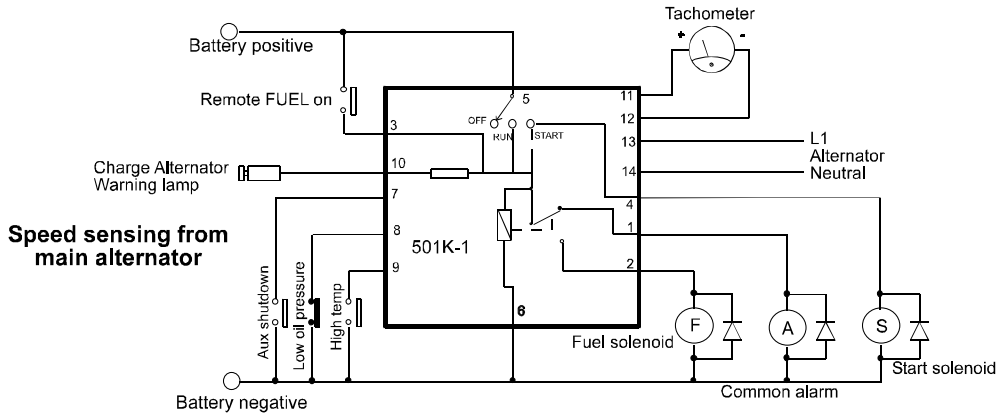 Tachometer
+ -
Battery positive
Remote FUEL on
5
OFF
RUN
START
3
11
12
13
L1
Alternator
14
Neutral
Charge Alternator
Warning lamp
10
7
4
Speed sensing from
main alternator
8
1
501K-1
9
2
6
Aux shutdown
Low oil pressure
High temp
F
A
S
Fuel solenoid
Start solenoid
Common alarm
Battery negative